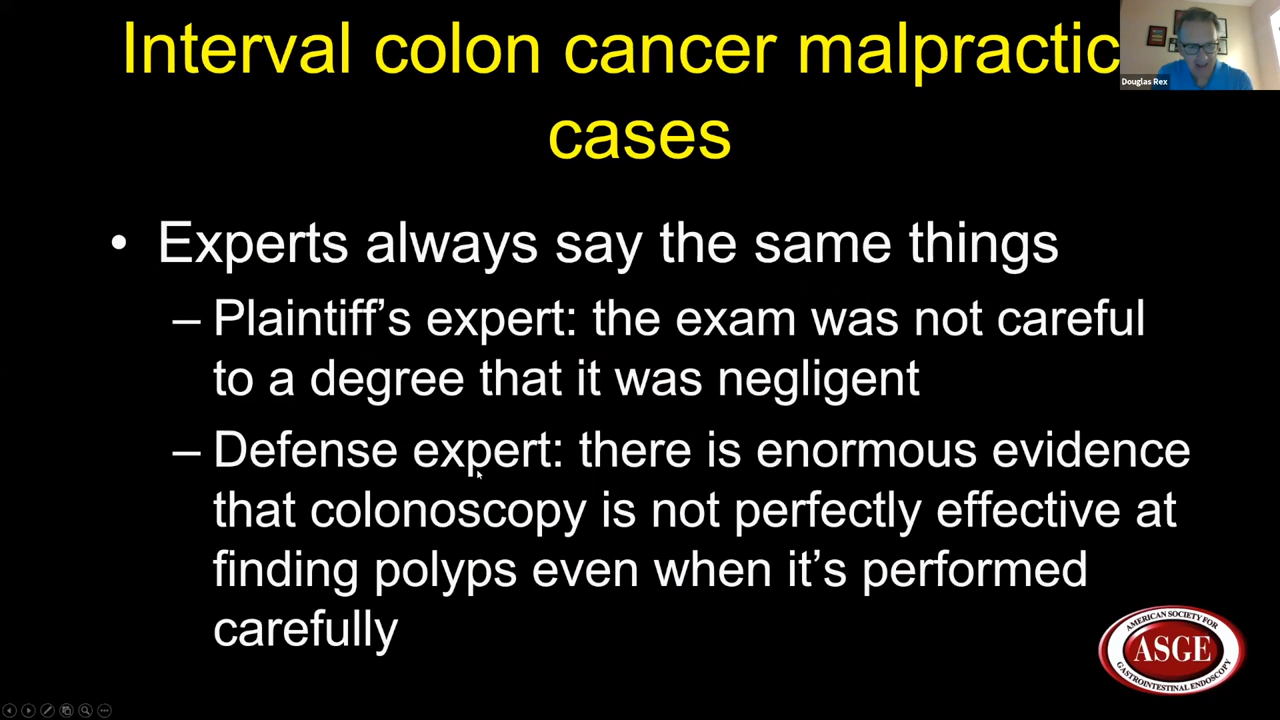 Interval colon cancer malpractic
cases
Douglas Rex
• Experts always say the same things
– Plaintiff’s expert: the exam was not careful
to a degree that it was negligent
– Defense expert: there is enormous evidence
that colonoscopy is not perfectly effective at
finding polyps even when it’s performed
carefully
AMERICAN SOCIETY FOR
ASGE
GASTROINTESTINAL ENDOSCOPY